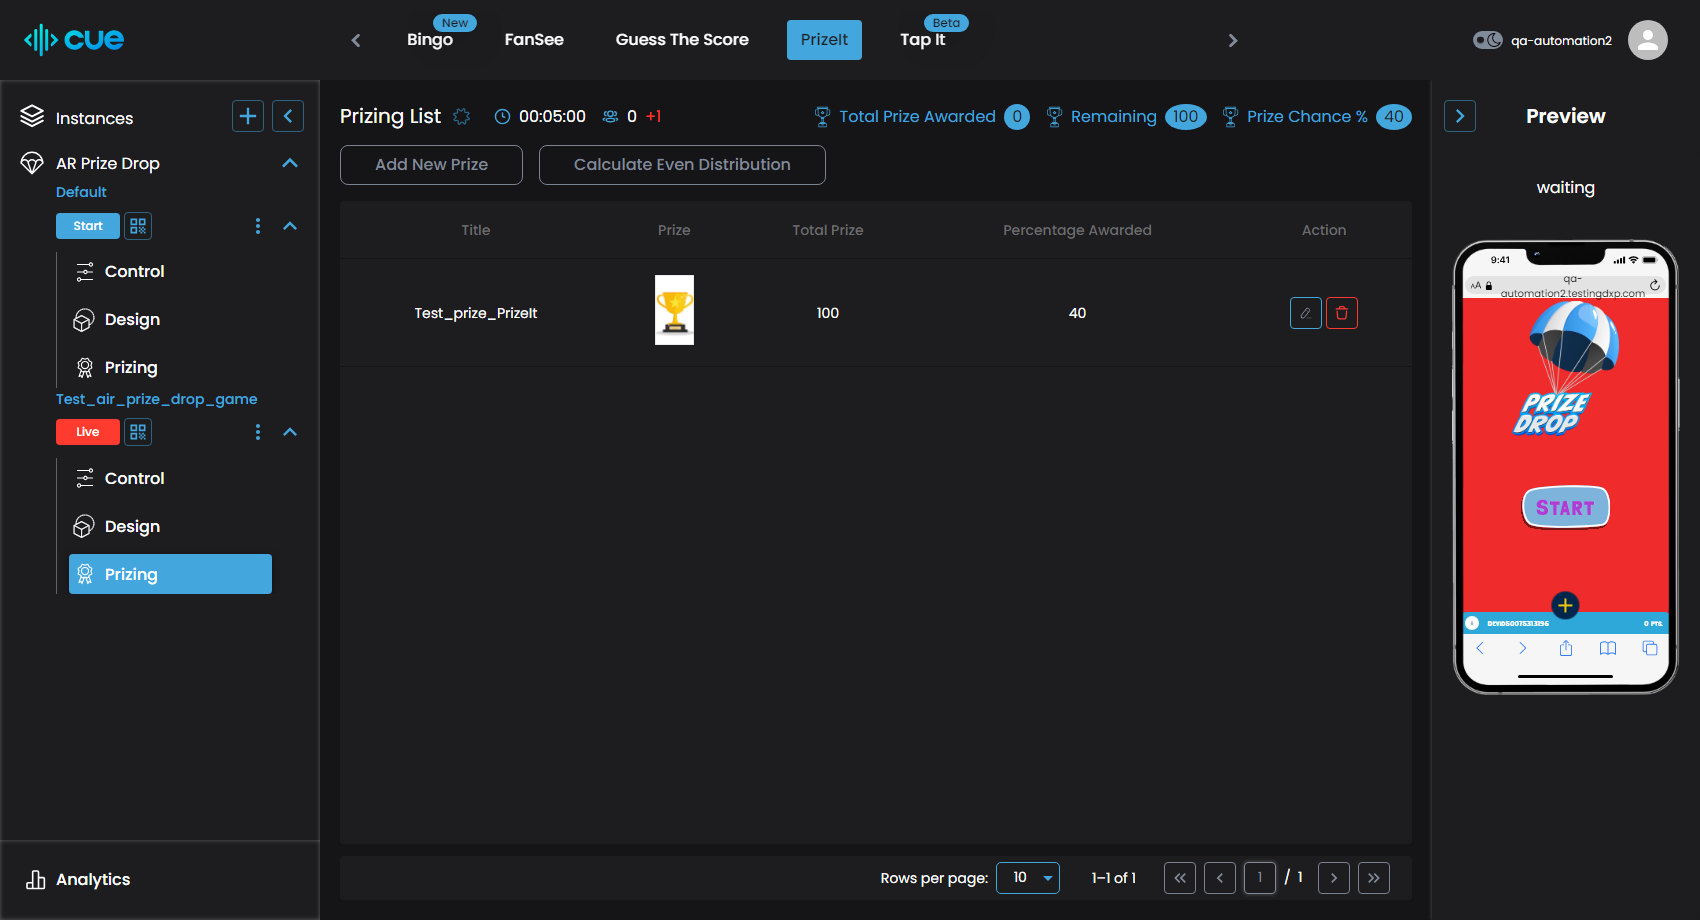 cue
New
Bingo
FanSee
Guess The Score
PrizeIt
Beta
Tap It
qa-automation2
Instances
AR Prize Drop
Default
Start
Control
Design
Prizing
Test_air_prize_drop_game
Live
Control
Design
Prizing
Analytics
Prizing List
00:05:00
0 +1
Total Prize Awarded 0
Remaining 100
Prize Chance % 40
Add New Prize
Calculate Even Distribution
Title Prize Total Prize Percentage Awarded Action
Test_prize_PrizeIt 100 40
Rows per page: 10 1–1 of 1 1 / 1
Preview
waiting
9:41
AA
qa-
automation2.testingdxp.com
PRIZE
DROP
START
0 PTS.